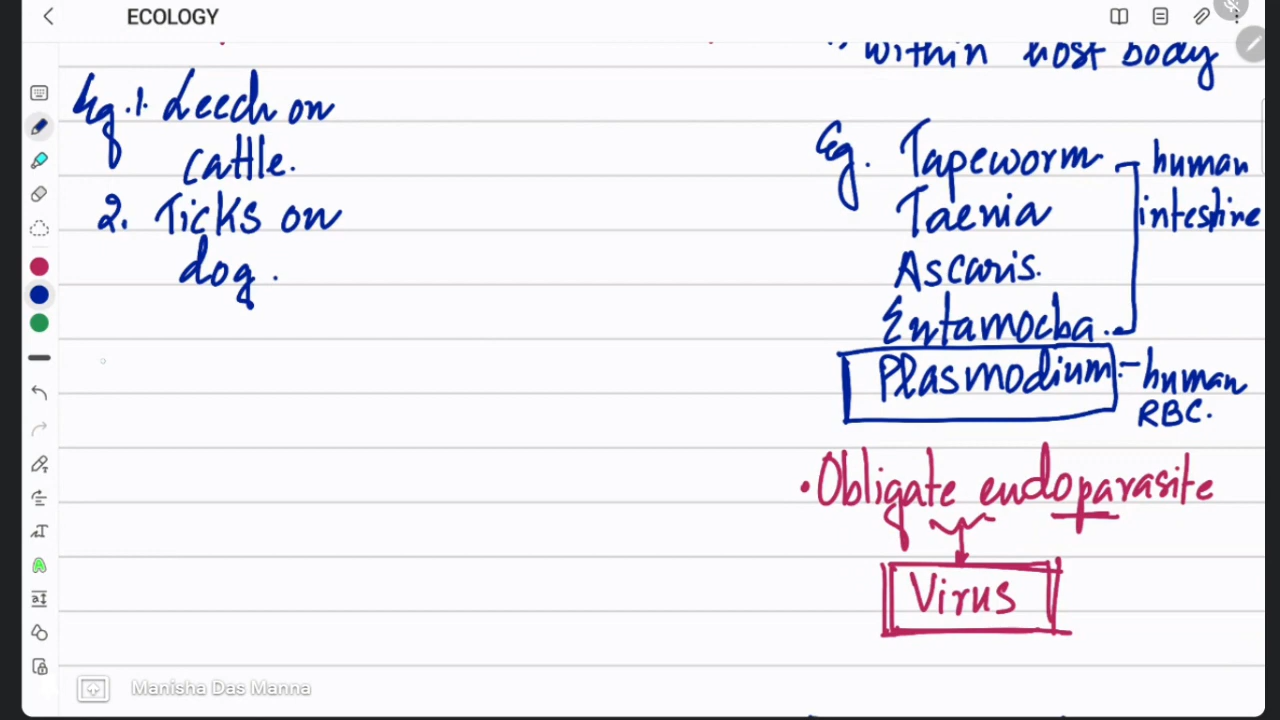 ECOLOGY
within host body
Eg. 1. Leech on
cattle.
2. Ticks on
dog.
Eg. Tapeworm
Taenia
Ascaris.
Entamoeba.
human
intestine
Plasmodium - human
RBC.
• Obligate endoparasite
Virus
Manisha Das Manna